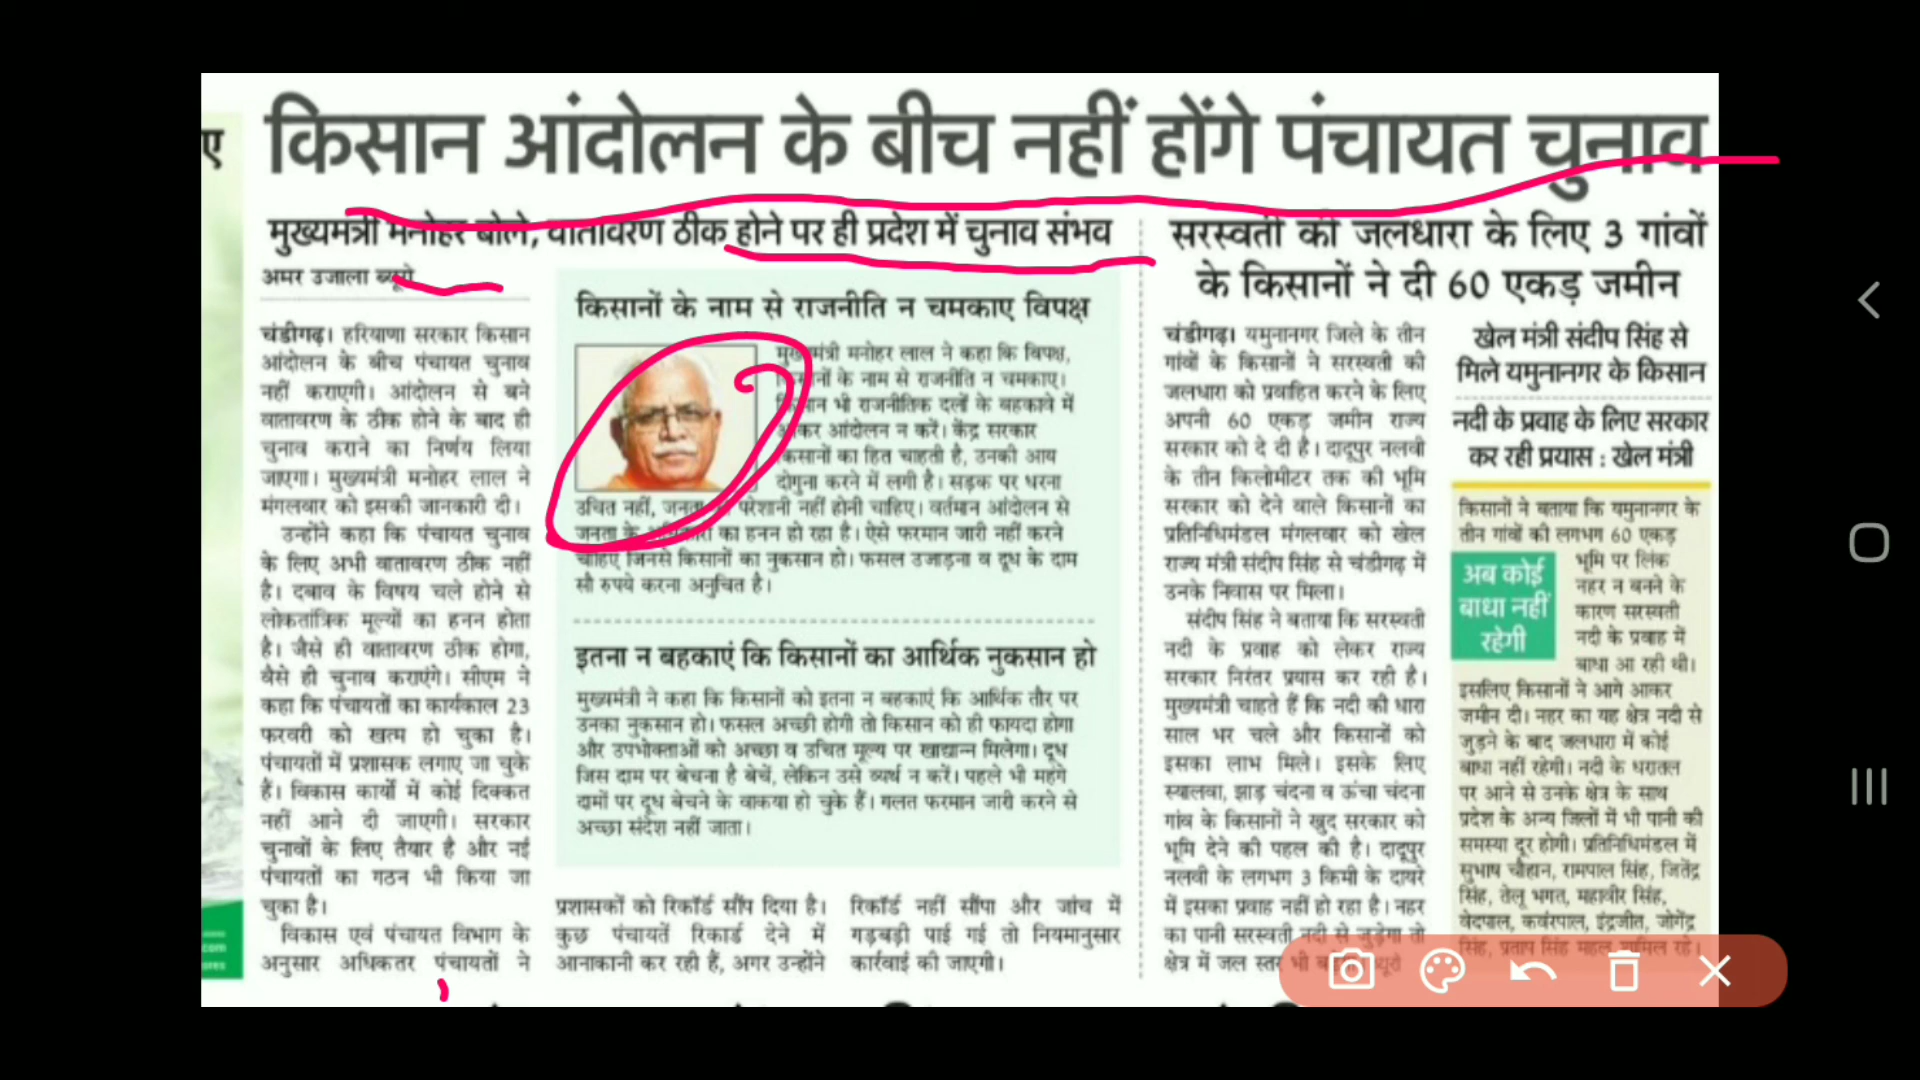 ए
किसान आंदोलन के बीच नहीं होंगे पंचायत चुनाव
मुख्यमंत्री मनोहर बोले, वातावरण ठीक होने पर ही प्रदेश में चुनाव संभव
अमर उजाला ब्यूरो
चंडीगढ़। हरियाणा सरकार किसान
आंदोलन के बीच पंचायत चुनाव
नहीं कराएगी। आंदोलन से बने
वातावरण के ठीक होने के बाद ही
चुनाव कराने का निर्णय लिया
जाएगा। मुख्यमंत्री मनोहर लाल ने
मंगलवार को इसकी जानकारी दी।
उन्होंने कहा कि पंचायत चुनाव
के लिए अभी वातावरण ठीक नहीं
है। दबाव के विषय चले होने से
लोकतांत्रिक मूल्यों का हनन होता
है। जैसे ही वातावरण ठीक होगा,
वैसे ही चुनाव कराएंगे। सीएम ने
कहा कि पंचायतों का कार्यकाल 23
फरवरी को खत्म हो चुका है।
पंचायतों में प्रशासक लगाए जा चुके
हैं। विकास कार्यों में कोई दिक्कत
नहीं आने दी जाएगी। सरकार
चुनावों के लिए तैयार है और नई
पंचायतों का गठन भी किया जा
चुका है।
विकास एवं पंचायत विभाग के
अनुसार अधिकतर पंचायतों ने
किसानों के नाम से राजनीति न चमकाए विपक्ष
मुख्यमंत्री मनोहर लाल ने कहा कि विपक्ष,
किसानों के नाम से राजनीति न चमकाए।
किसान भी राजनीतिक दलों के बहकावे में
आकर आंदोलन न करें। केंद्र सरकार
किसानों का हित चाहती है, उनकी आय
दोगुना करने में लगी है। सड़क पर धरना
उचित नहीं, जनता परेशानी नहीं होनी चाहिए। वर्तमान आंदोलन से
जनता के अधिकारों का हनन हो रहा है। ऐसे फरमान जारी नहीं करने
चाहिए जिनसे किसानों का नुकसान हो। फसल उजाड़ना व दूध के दाम
सौ रुपये करना अनुचित है।
इतना न बहकाएं कि किसानों का आर्थिक नुकसान हो
मुख्यमंत्री ने कहा कि किसानों को इतना न बहकाएं कि आर्थिक तौर पर
उनका नुकसान हो। फसल अच्छी होगी तो किसान को ही फायदा होगा
और उपभोक्ताओं को अच्छा व उचित मूल्य पर खाद्यान्न मिलेगा। दूध
जिस दाम पर बेचना है बेचें, लेकिन उसे व्यर्थ न करें। पहले भी महंगे
दामों पर दूध बेचने के वाकया हो चुके हैं। गलत फरमान जारी करने से
अच्छा संदेश नहीं जाता।
प्रशासकों को रिकॉर्ड सौंप दिया है।
कुछ पंचायतें रिकार्ड देने में
आनाकानी कर रही हैं, अगर उन्होंने
रिकॉर्ड नहीं सौंपा और जांच में
गड़बड़ी पाई गई तो नियमानुसार
कार्रवाई की जाएगी।
सरस्वती की जलधारा के लिए 3 गांवों
के किसानों ने दी 60 एकड़ जमीन
चंडीगढ़। यमुनानगर जिले के तीन
गांवों के किसानों ने सरस्वती की
जलधारा को प्रवाहित करने के लिए
अपनी 60 एकड़ जमीन राज्य
सरकार को दे दी है। दादूपुर नलवी
के तीन किलोमीटर तक की भूमि
सरकार को देने वाले किसानों का
प्रतिनिधिमंडल मंगलवार को खेल
राज्य मंत्री संदीप सिंह से चंडीगढ़ में
उनके निवास पर मिला।
संदीप सिंह ने बताया कि सरस्वती
नदी के प्रवाह को लेकर राज्य
सरकार निरंतर प्रयास कर रही है।
मुख्यमंत्री चाहते हैं कि नदी की धारा
साल भर चले और किसानों को
इसका लाभ मिले। इसके लिए
स्यालवा, झाड़ चंदना व ऊंचा चंदना
गांव के किसानों ने खुद सरकार को
भूमि देने की पहल की है। दादूपुर
नलवी के लगभग 3 किमी के दायरे
में इसका प्रवाह नहीं हो रहा है। नहर
का पानी सरस्वती नदी से जुड़ेगा तो
क्षेत्र में जल स्तर भी
खेल मंत्री संदीप सिंह से
मिले यमुनानगर के किसान
नदी के प्रवाह के लिए सरकार
कर रही प्रयास : खेल मंत्री
किसानों ने बताया कि यमुनानगर के
तीन गांवों की लगभग 60 एकड़
भूमि पर लिंक
नहर न बनने के
कारण सरस्वती
नदी के प्रवाह में
बाधा आ रही थी।
अब कोई
बाधा नहीं
रहेगी
इसलिए किसानों ने आगे आकर
जमीन दी। नहर का यह क्षेत्र नदी से
जुड़ने के बाद जलधारा में कोई
बाधा नहीं रहेगी। नदी के धरातल
पर आने से उनके क्षेत्र के साथ
प्रदेश के अन्य जिलों में भी पानी की
समस्या दूर होगी। प्रतिनिधिमंडल में
सुभाष चौहान, रामपाल सिंह, जितेंद्र
सिंह, तेलू भगत, महावीर सिंह,
वेदपाल, कवंरपाल, इंद्रजीत, जोगेंद्र
सिंह, प्रताप सिंह महल शामिल रहे।
com